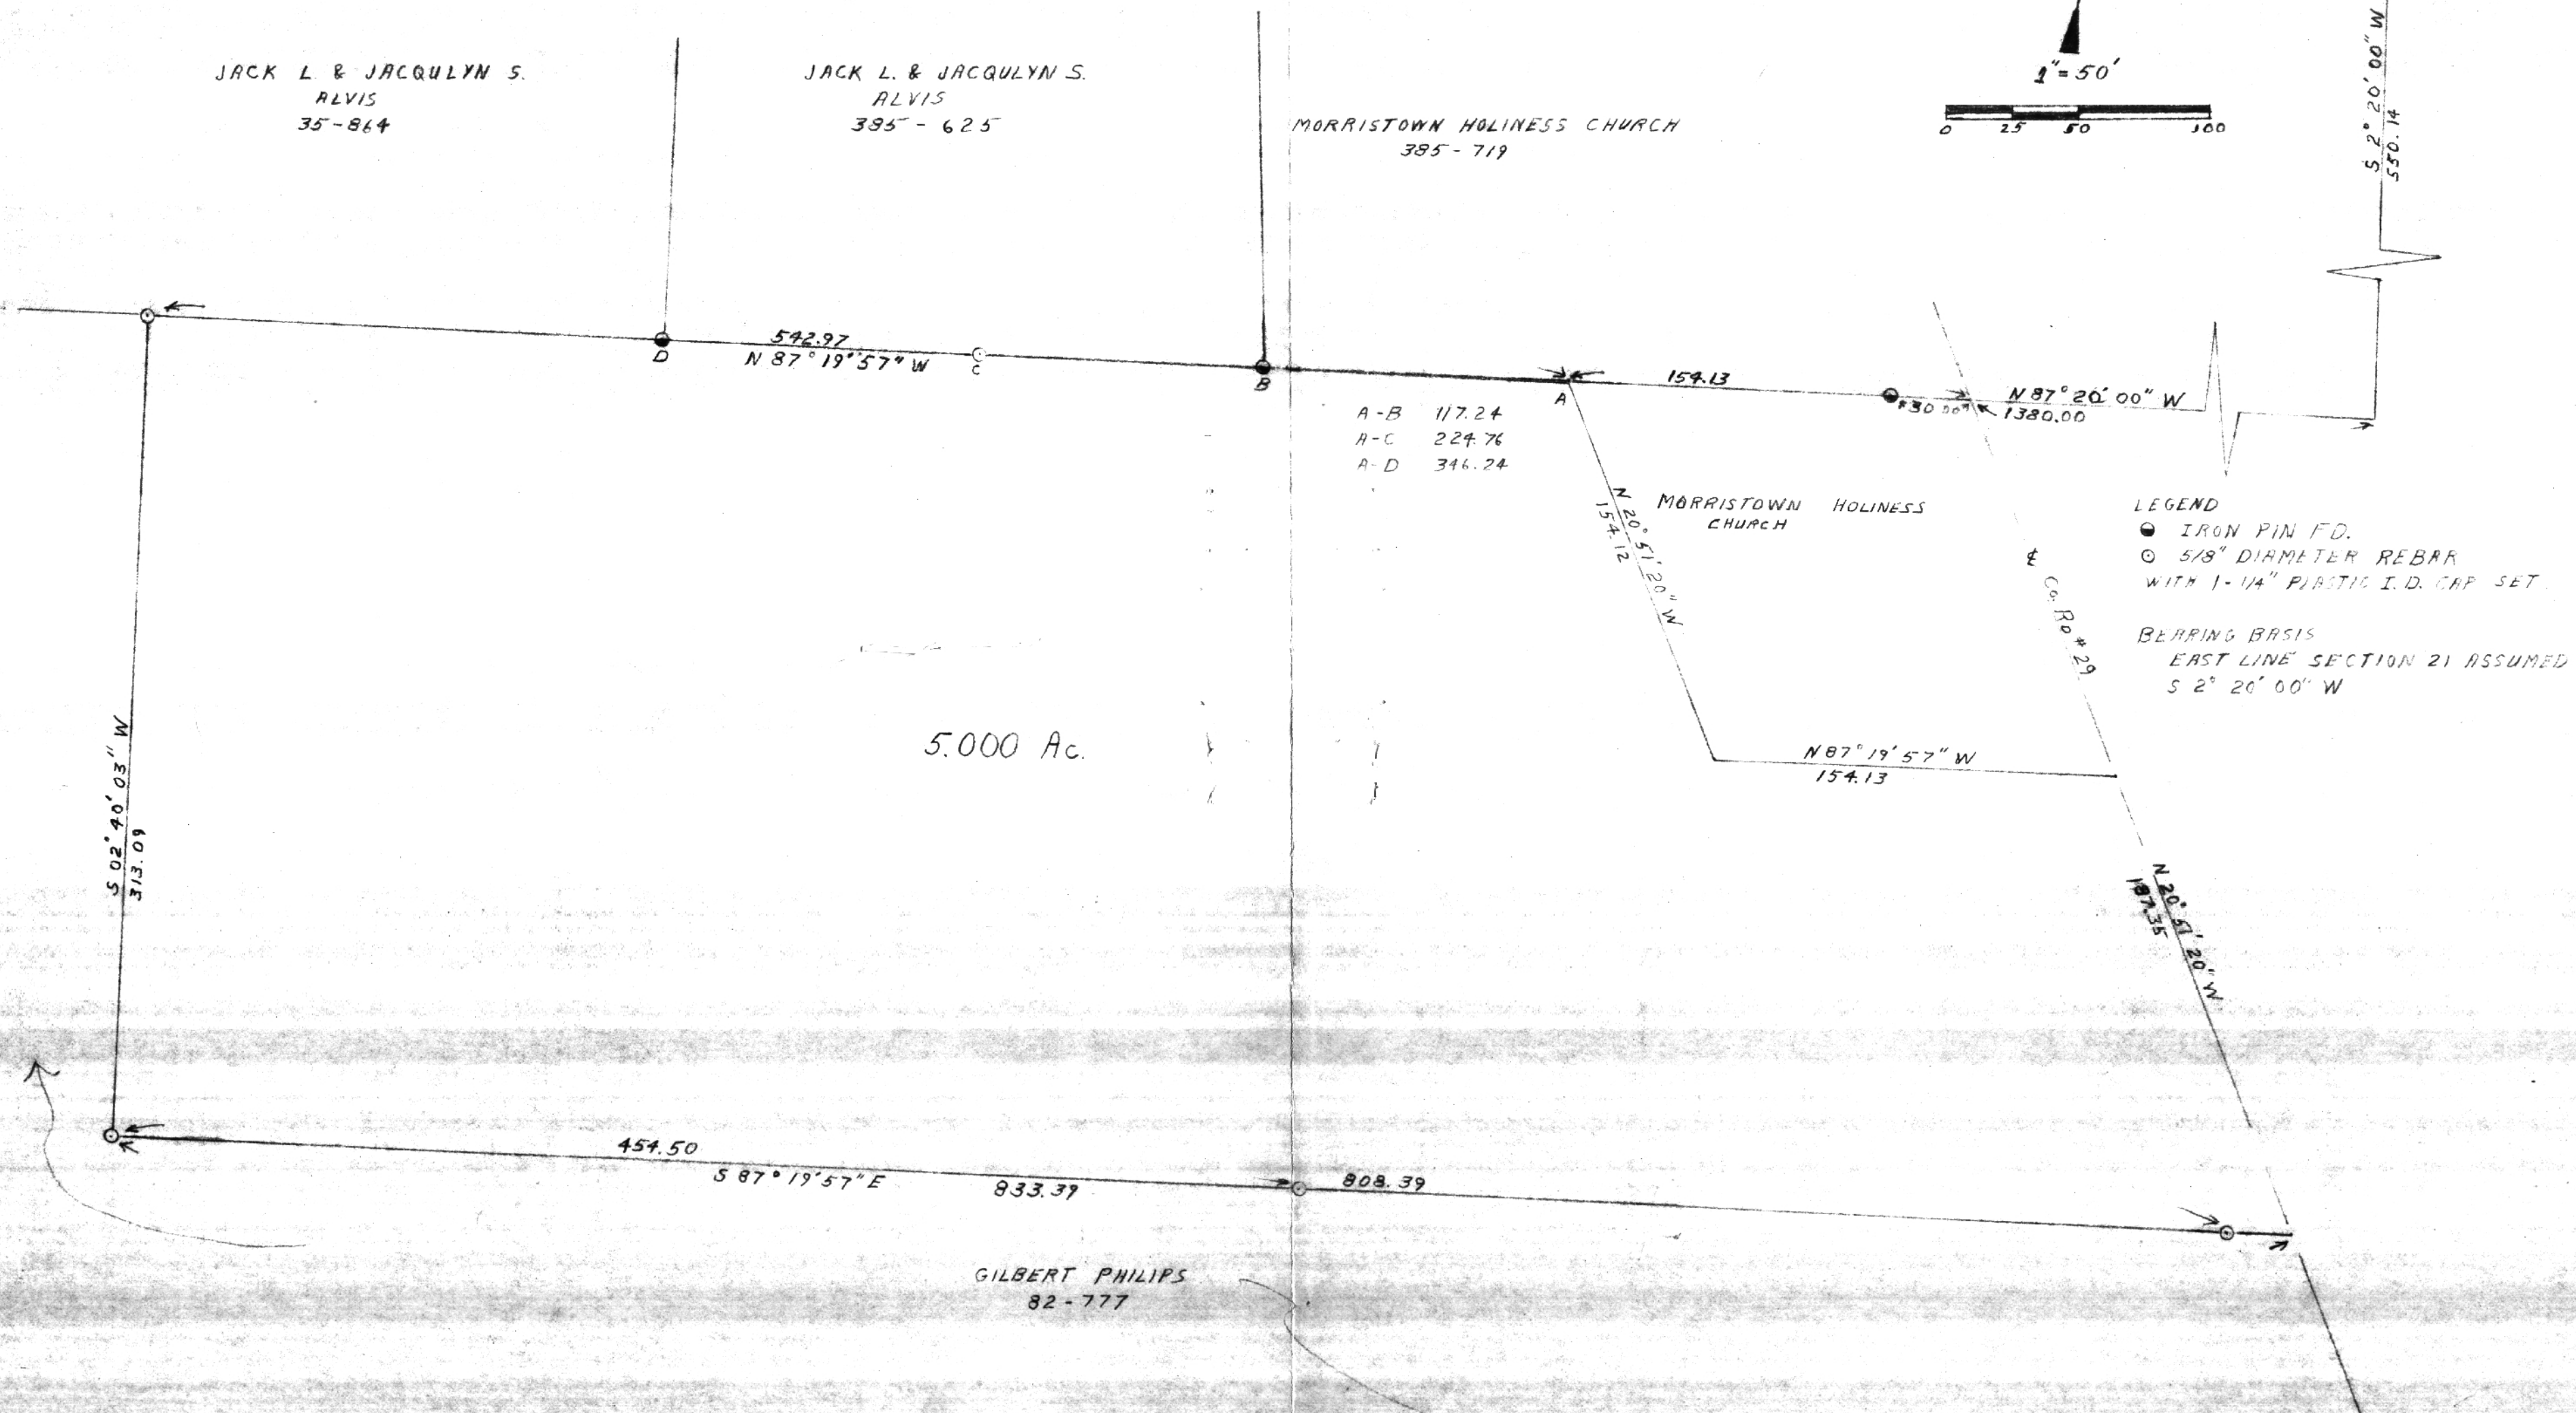 JACK L. & JACQULYN S.
ALVIS
35-864
JACK L. & JACQULYN S.
ALVIS
385-625
MORRISTOWN HOLINESS CHURCH
385-719
1"=50'
0 25 50 100
S 2° 20' 00" W
550.14
542.97
N 87° 19' 57" W
D
C
B
A
154.13
*30.00*
N 87° 20' 00" W
1380.00
A-B 117.24
A-C 224.76
A-D 346.24
N 20° 51' 20" W
154.12
MORRISTOWN HOLINESS
CHURCH
LEGEND
IRON PIN FD.
5/8" DIAMETER REBAR
WITH 1-1/4" PLASTIC I.D. CAP SET
BEARING BASIS
EAST LINE SECTION 21 ASSUMED
S 2° 20' 00" W
℄ Co. Rd # 29
N 87° 19' 57" W
154.13
5.000 Ac.
S 02° 40' 03" W
313.09
N 20° 51' 20" W
187.35
454.50
S 87° 19' 57" E
833.39
808.39
GILBERT PHILIPS
82-777